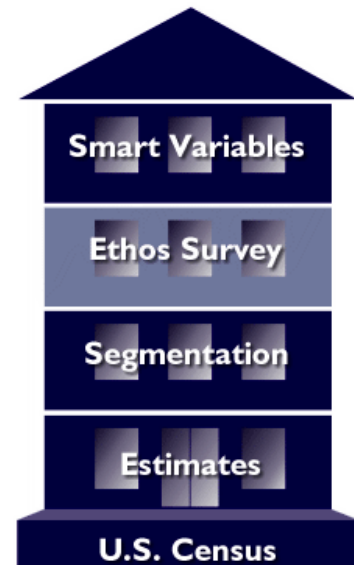 Smart Variables
Ethos Survey
Segmentation
Estimates
U.S. Census